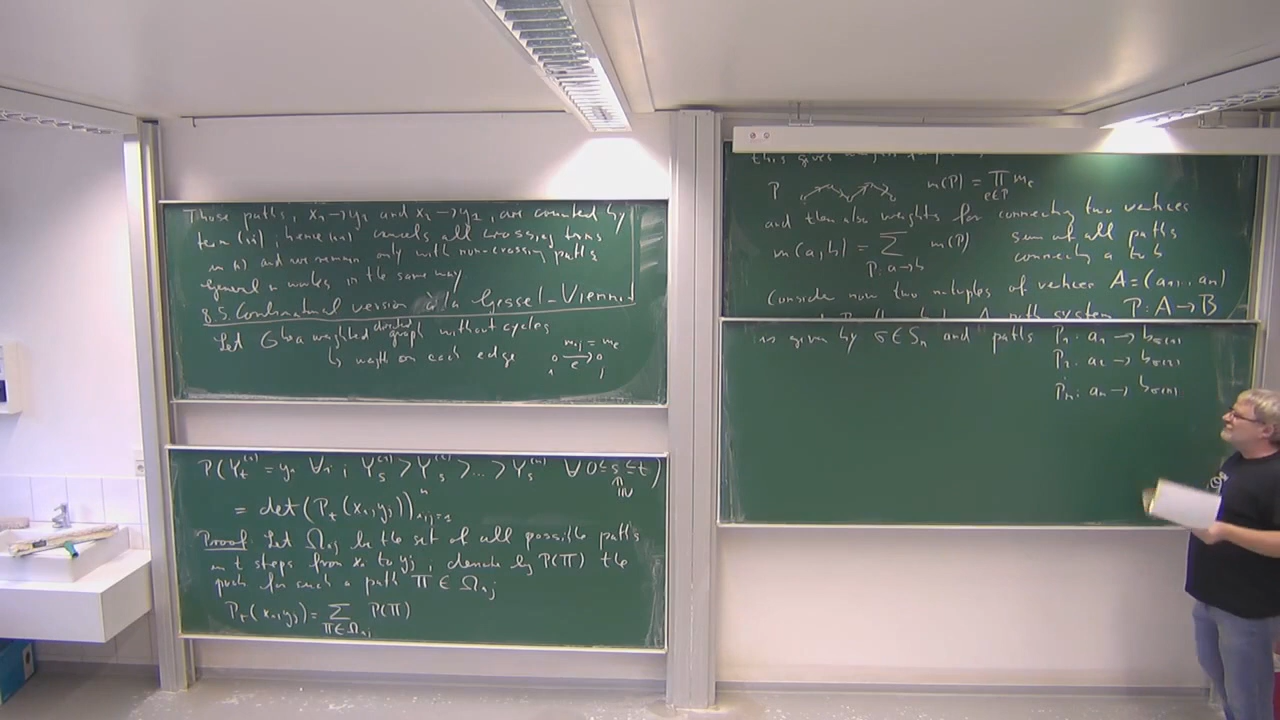 Those paths, x₁→y₂ and x₂→y₁, are counted by
term (ii); hence (ii) cancels all crossing terms
in (i) and we remain only with non-crossing paths
General n works in the same way
8.5. Combinatorial version à la Gessel-Viennot
Let G be a weighted directed graph without cycles
↳ weight on each edge m_ij = m_e
i e j
P(Y_t^(i) = y_i ∀ i ; Y_s^(1) > Y_s^(2) > ... > Y_s^(n) ∀ 0 ≤ s ≤ t)
∈ ℕ
= det(P_t(x_i, y_j))_{i,j=1}^n
Proof: Let Ω_ij be the set of all possible paths
in t steps from x_i to y_j ; denote by P(π) the
prob for such a path π ∈ Ω_ij
P_t(x_i, y_j) = Σ_{π∈Ω_ij} P(π)
this gives
P m(P) = Π_{e∈P} m_e
and then also weights for connecting two vertices
m(a,b) = Σ_{P: a→b} m(P) sum of all paths
connecting a to b
Consider now two n-tuples of vertices A = (a₁, ..., a_n)
A path system P: A → B
is given by σ ∈ S_n and paths P₁: a₁ → b_σ(1)
P₂: a₂ → b_σ(2)
P_n: a_n → b_σ(n)